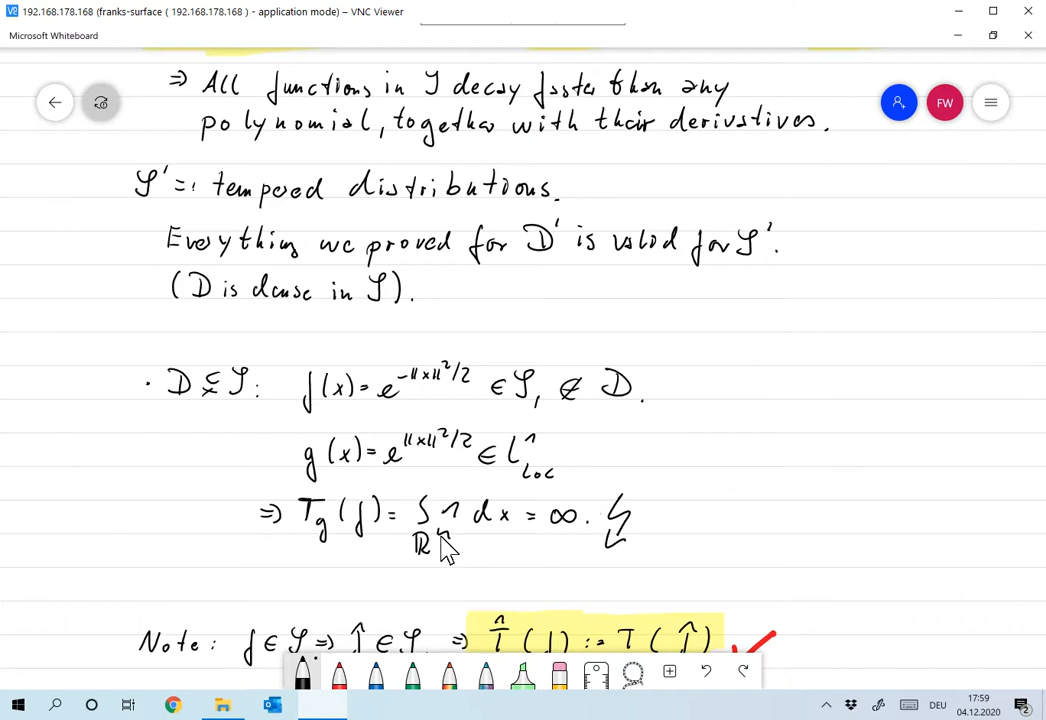 192.168.178.168 (franks-surface ( 192.168.178.168 ) - application mode) – VNC Viewer
Microsoft Whiteboard
⇒ All functions in 𝒮 decay faster than any
polynomial, together with their derivatives.
𝒮' =: tempered distributions.
Everything we proved for D' is valid for 𝒮'.
(D is dense in 𝒮).
· D ⊊ 𝒮: f(x) = e^{-||x||²/2} ∈ 𝒮, ∉ D.
g(x) = e^{||x||²/2} ∈ L¹_loc
⇒ T_g(f) = ∫_{ℝⁿ} 1 dx = ∞. ↯
Note: f ∈ 𝒮 ⇒ f̂ ∈ 𝒮. ⇒ T̂(f) := T(f̂)
FW
DEU
17:59
04.12.2020
2